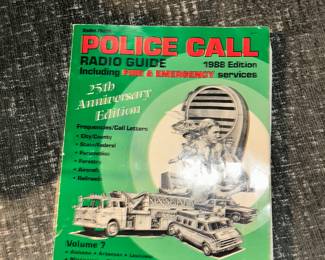 POLICE CALL
RADIO GUIDE 1988 Edition
Including FIRE & EMERGENCY services
25th
Anniversary
Edition
Frequencies/Call Letters:
• City/County
• State/Federal
• Forestry
• Aircraft
• Railroads
Volume 7